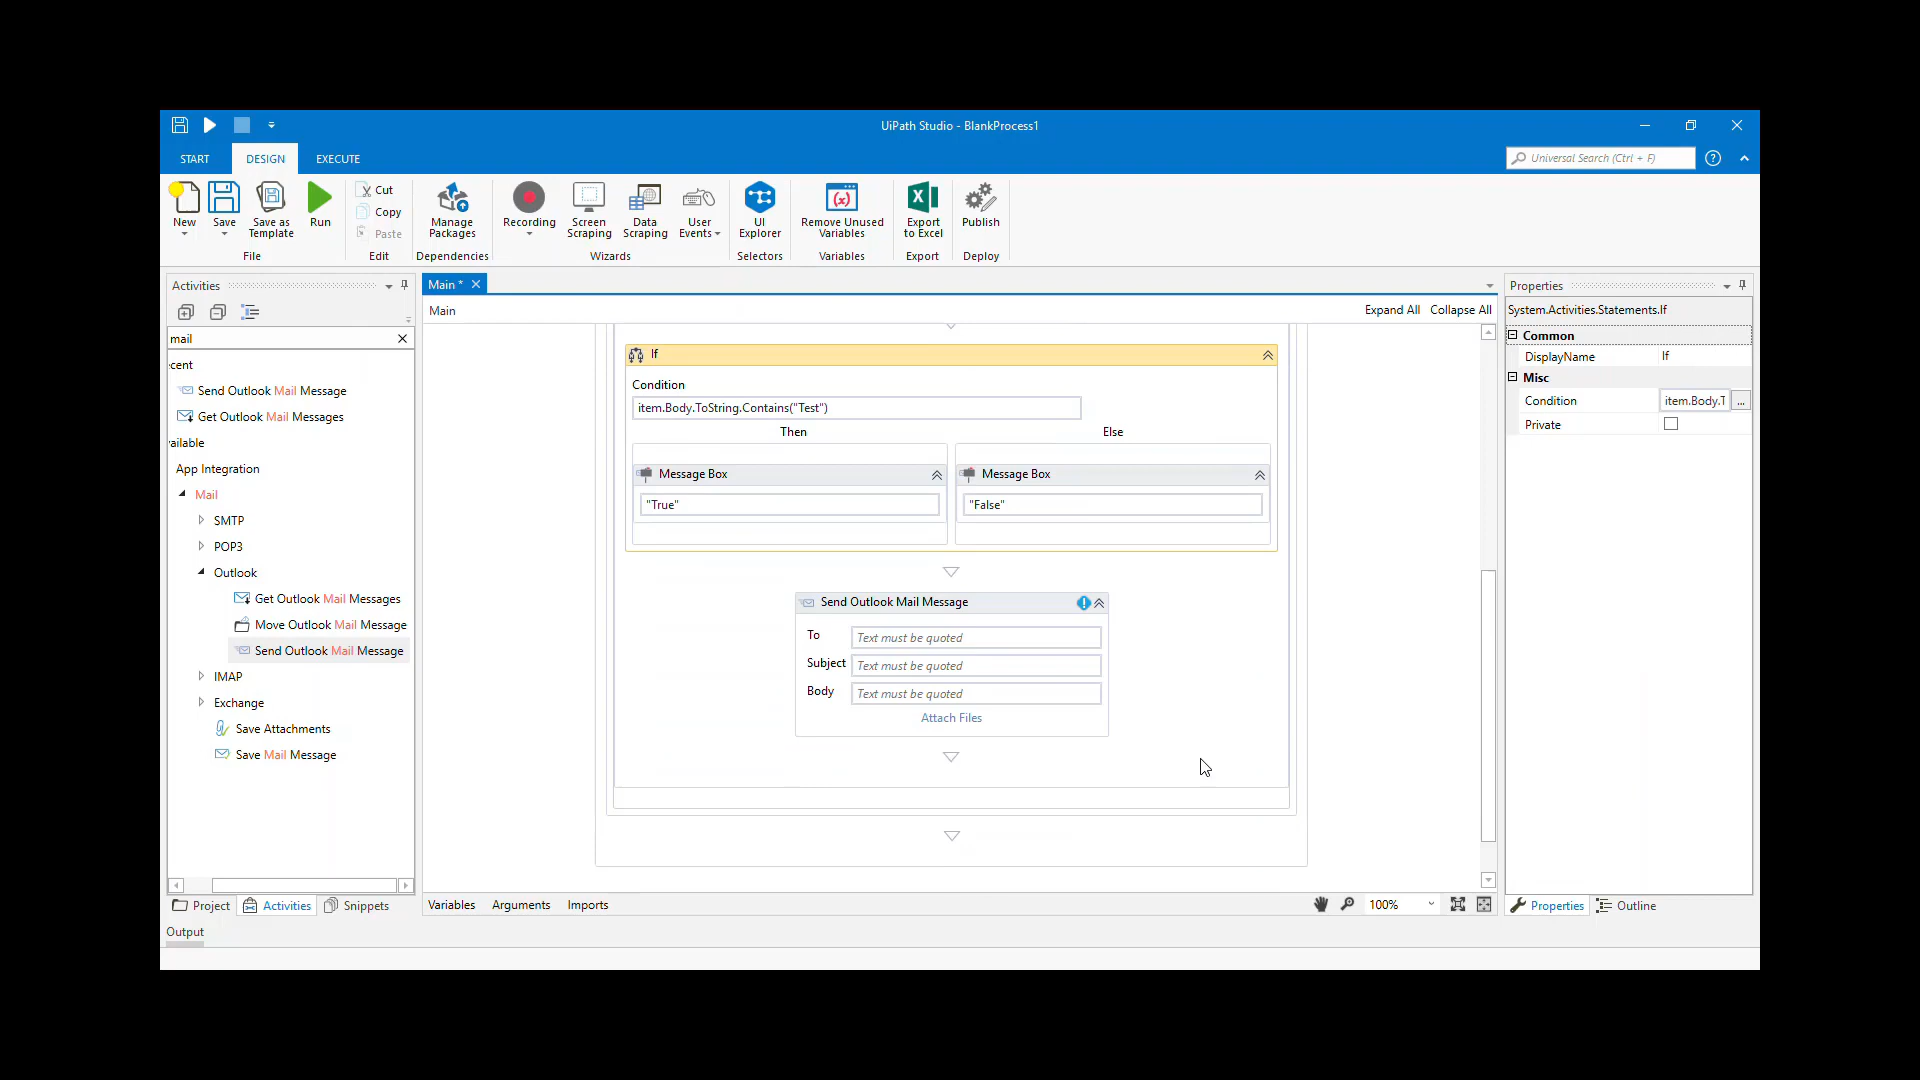 UiPath Studio - BlankProcess1
START DESIGN EXECUTE
Universal Search (Ctrl + F)
New
Save
Save as Template
Run
Cut
Copy
Paste
Manage Packages
Recording
Screen Scraping
Data Scraping
User Events
UI Explorer
Remove Unused Variables
Export to Excel
Publish
File Edit Dependencies Wizards Selectors Variables Export Deploy
Activities
mail
cent
Send Outlook Mail Message
Get Outlook Mail Messages
ailable
App Integration
Mail
SMTP
POP3
Outlook
Get Outlook Mail Messages
Move Outlook Mail Message
Send Outlook Mail Message
IMAP
Exchange
Save Attachments
Save Mail Message
Project Activities Snippets
Output
Main *
Main
Expand All Collapse All
If
Condition
item.Body.ToString.Contains("Test")
Then Else
Message Box Message Box
"True" "False"
Send Outlook Mail Message
To Text must be quoted
Subject Text must be quoted
Body Text must be quoted
Attach Files
Variables Arguments Imports
100%
Properties
System.Activities.Statements.If
Common
DisplayName If
Misc
Condition item.Body.T ...
Private
Properties Outline